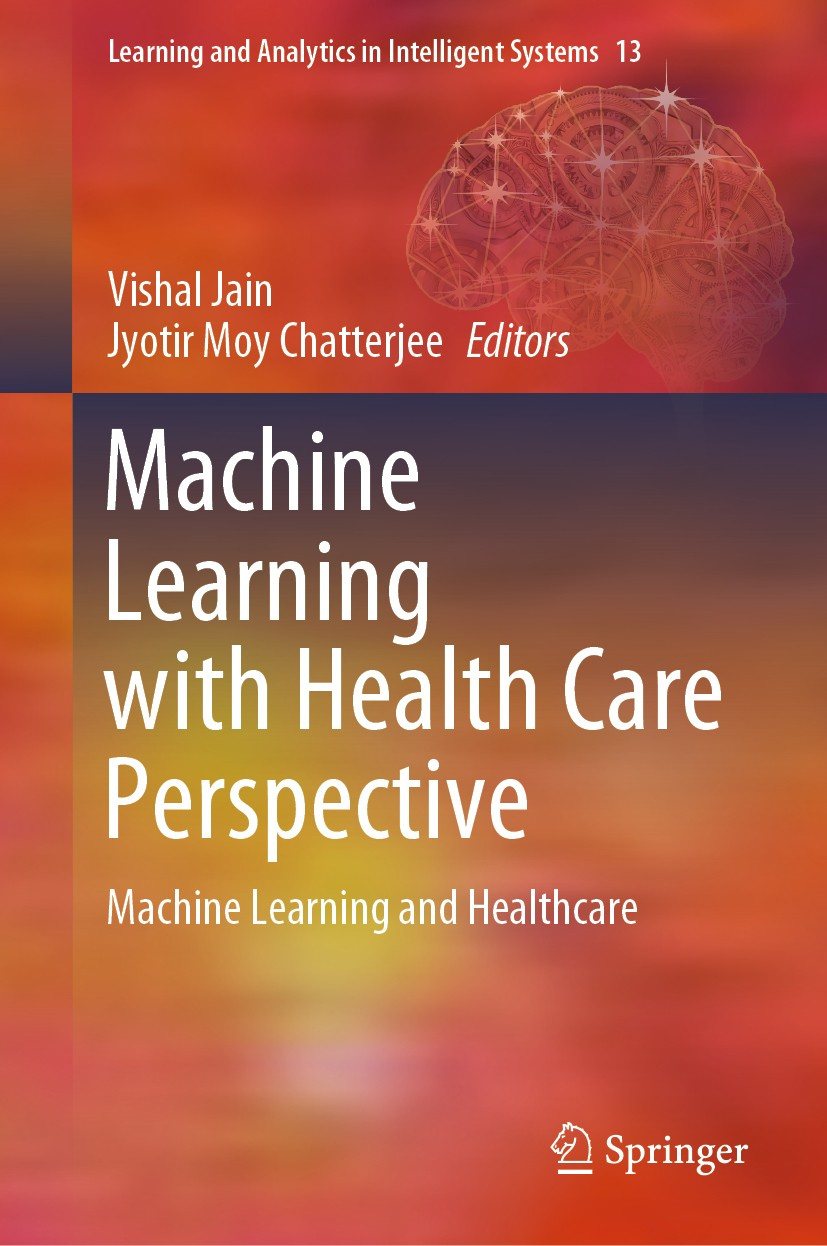 Learning and Analytics in Intelligent Systems 13
Vishal Jain
Jyotir Moy Chatterjee Editors
Machine
Learning
with Health Care
Perspective
Machine Learning and Healthcare
Springer